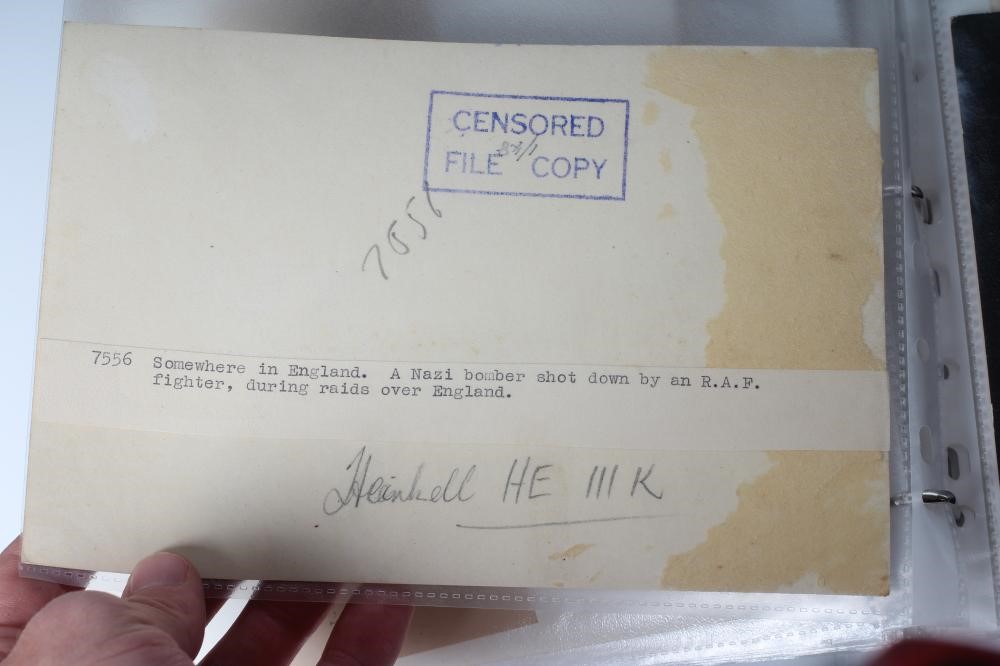 CENSORED
FILE COPY
7556
7556 Somewhere in England. A Nazi bomber shot down by an R.A.F.
fighter, during raids over England.
Heinkell HE 111 K